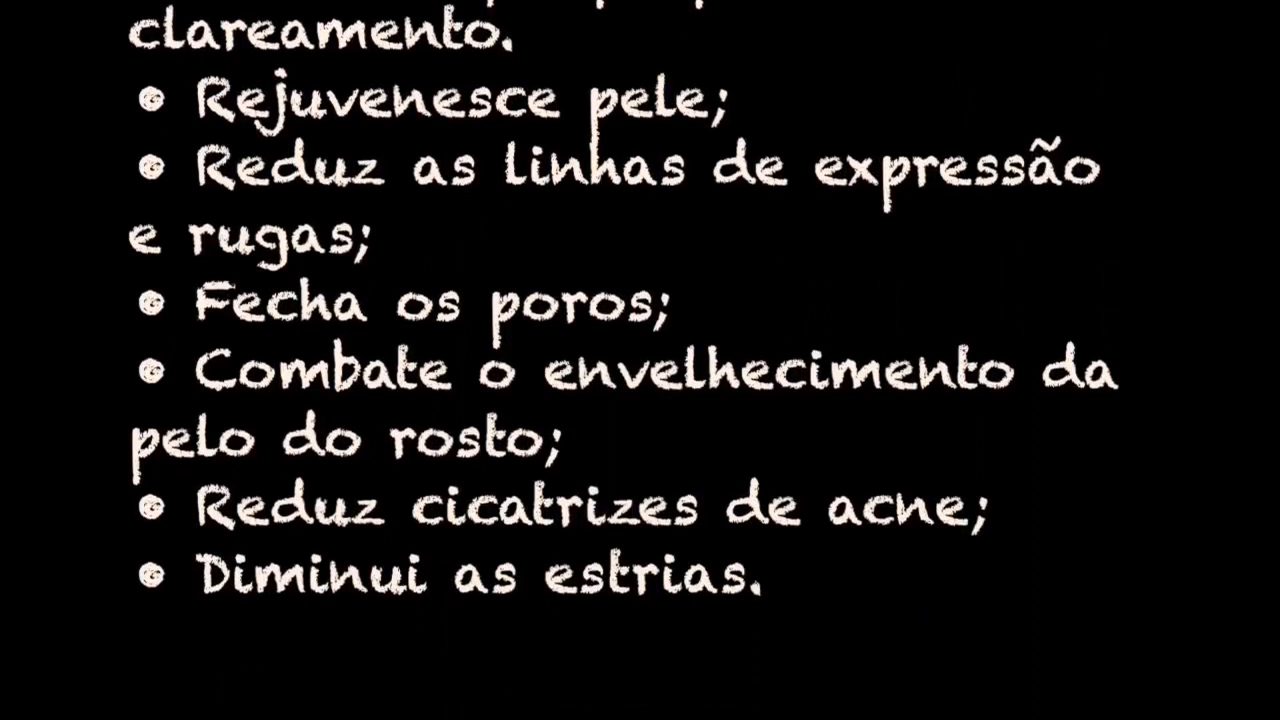 clareamento.
• Rejuvenesce pele;
• Reduz as linhas de expressão
e rugas;
• Fecha os poros;
• Combate o envelhecimento da
pelo do rosto;
• Reduz cicatrizes de acne;
• Diminui as estrias.